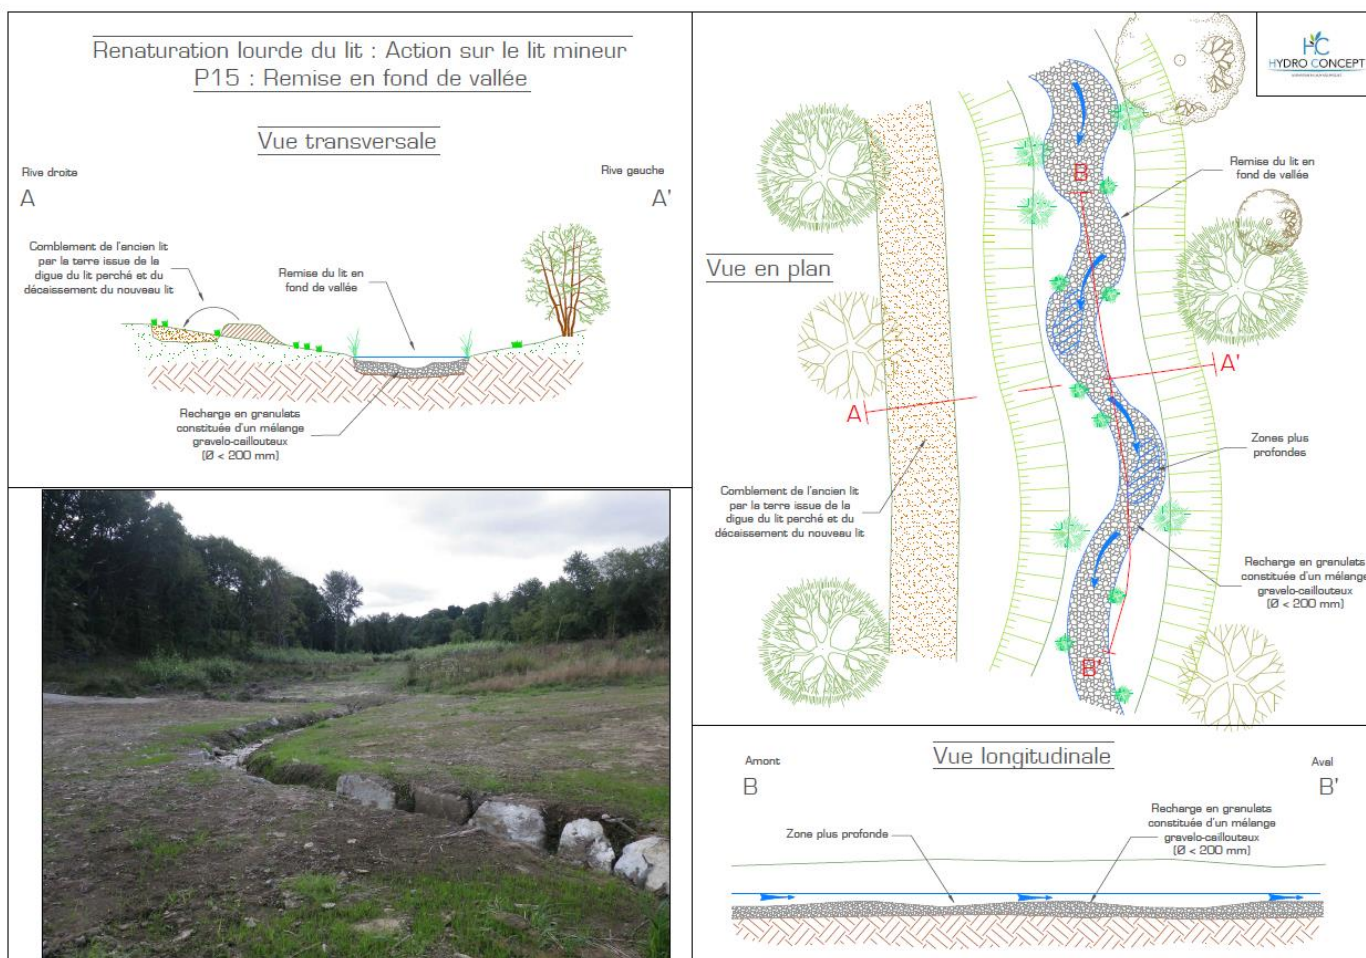 Renaturation lourde du lit : Action sur le lit mineur
P15 : Remise en fond de vallée
Vue transversale
Rive droite
Rive gauche
A
A'
Comblement de l'ancien lit
par la terre issue de la
digue du lit perché et du
décaissement du nouveau lit
Remise du lit en
fond de vallée
Recharge en granulats
constituée d'un mélange
gravelo-caillouteux
(Ø < 200 mm)
HC
HYDRO CONCEPT
Vue en plan
B
Remise du lit en
fond de vallée
A'
A
Zones plus
profondes
Comblement de l'ancien lit
par la terre issue de la
digue du lit perché et du
décaissement du nouveau lit
Recharge en granulats
constituée d'un mélange
gravelo-caillouteux
(Ø < 200 mm)
B'
Vue longitudinale
Amont
Aval
B
B'
Zone plus profonde
Recharge en granulats
constituée d'un mélange
gravelo-caillouteux
(Ø < 200 mm)